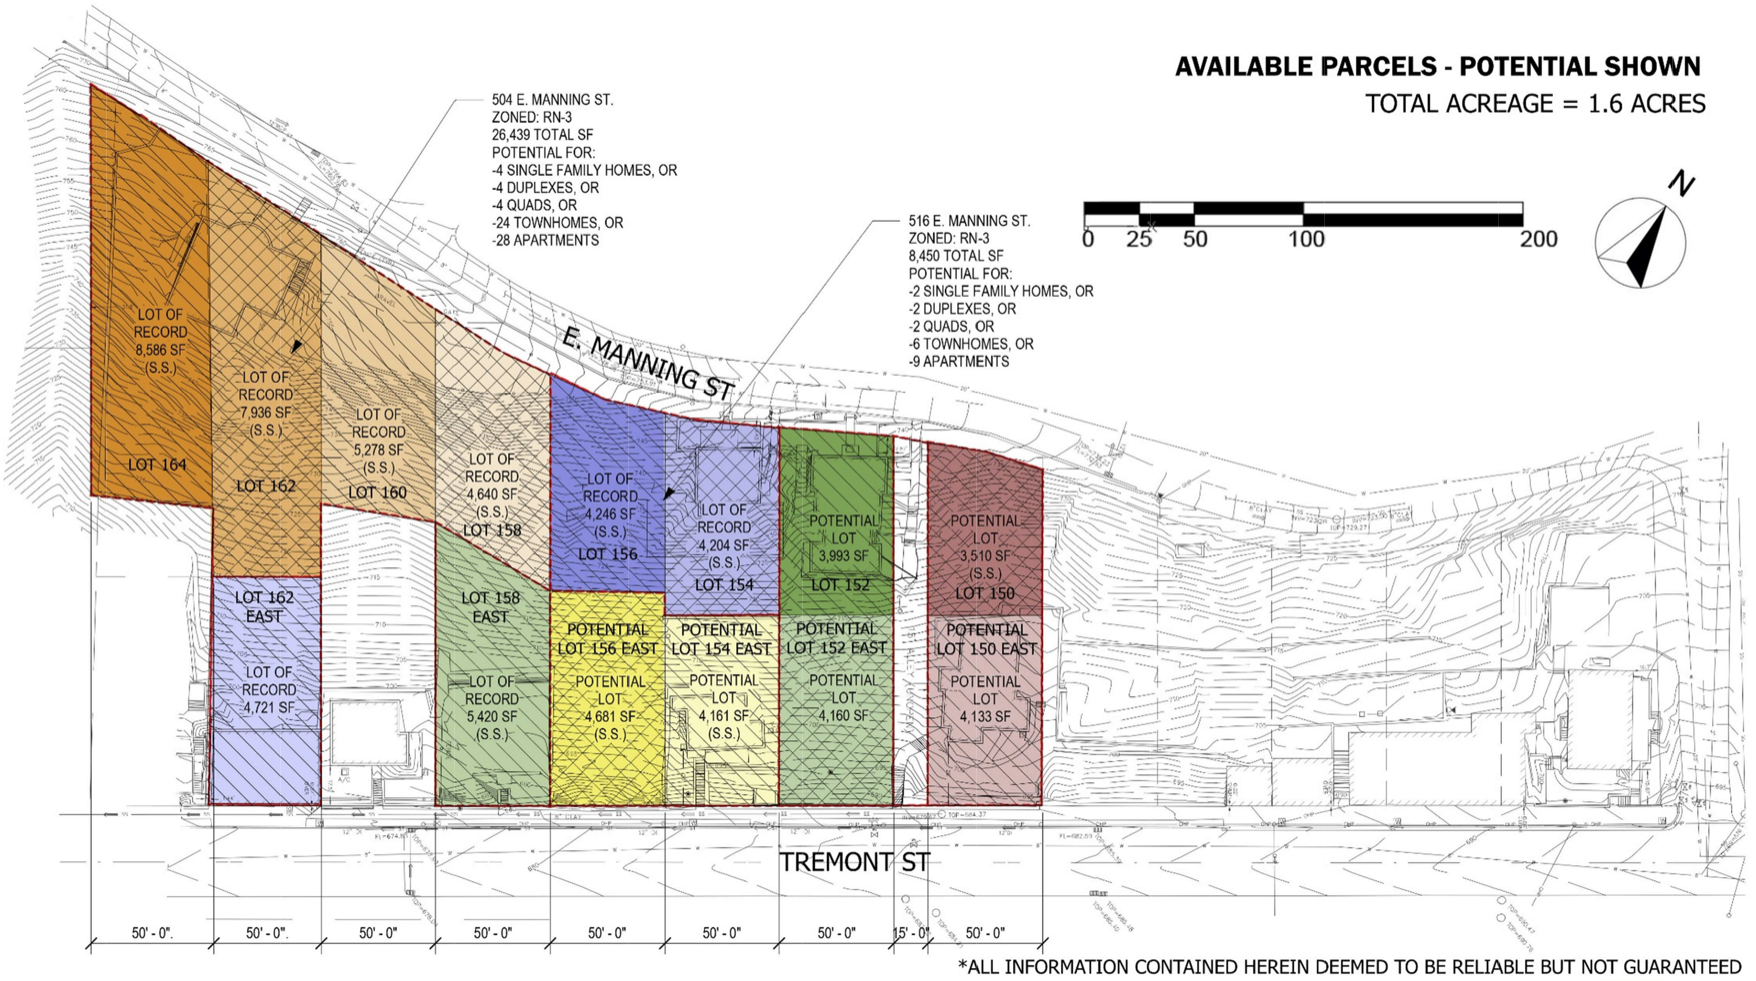 AVAILABLE PARCELS - POTENTIAL SHOWN
TOTAL ACREAGE = 1.6 ACRES
504 E. MANNING ST.
ZONED: RN-3
26,439 TOTAL SF
POTENTIAL FOR:
-4 SINGLE FAMILY HOMES, OR
-4 DUPLEXES, OR
-4 QUADS, OR
-24 TOWNHOMES, OR
-28 APARTMENTS
516 E. MANNING ST.
ZONED: RN-3
8,450 TOTAL SF
POTENTIAL FOR:
-2 SINGLE FAMILY HOMES, OR
-2 DUPLEXES, OR
-2 QUADS, OR
-6 TOWNHOMES, OR
-9 APARTMENTS
N
0 25 50 100 200
E. MANNING ST
LOT OF
RECORD
8,586 SF
(S.S.)
LOT 164
LOT OF
RECORD
7,936 SF
(S.S.)
LOT 162
LOT OF
RECORD
5,278 SF
(S.S.)
LOT 160
LOT OF
RECORD
4,640 SF
(S.S.)
LOT 158
LOT OF
RECORD
4,246 SF
(S.S.)
LOT 156
LOT OF
RECORD
4,204 SF
(S.S.)
LOT 154
POTENTIAL
LOT
3,993 SF
LOT 152
POTENTIAL
LOT
3,510 SF
(S.S.)
LOT 150
LOT 162
EAST
LOT OF
RECORD
4,721 SF
LOT 158
EAST
LOT OF
RECORD
5,420 SF
(S.S.)
POTENTIAL
LOT 156 EAST
POTENTIAL
LOT
4,681 SF
(S.S.)
POTENTIAL
LOT 154 EAST
POTENTIAL
LOT
4,161 SF
(S.S.)
POTENTIAL
LOT 152 EAST
POTENTIAL
LOT
4,160 SF
POTENTIAL
LOT 150 EAST
POTENTIAL
LOT
4,133 SF
TREMONT ST
50' - 0". 50' - 0". 50' - 0" 50' - 0" 50' - 0" 50' - 0" 50' - 0" 15' - 0" 50' - 0"
*ALL INFORMATION CONTAINED HEREIN DEEMED TO BE RELIABLE BUT NOT GUARANTEED